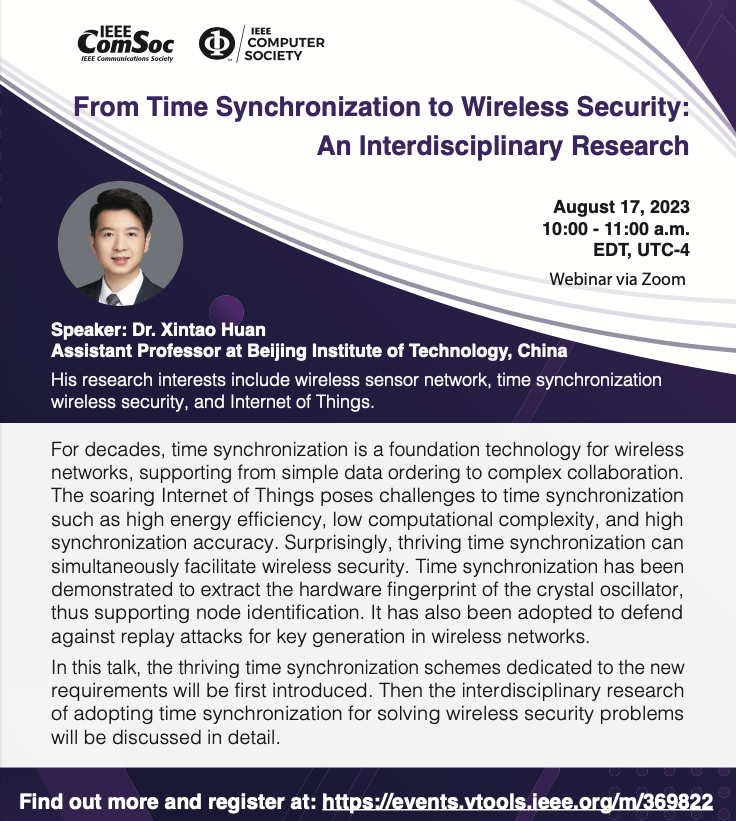 IEEE
ComSoc
IEEE Communications Society
IEEE
COMPUTER
SOCIETY
From Time Synchronization to Wireless Security:
An Interdisciplinary Research
August 17, 2023
10:00 - 11:00 a.m.
EDT, UTC-4
Webinar via Zoom
Speaker: Dr. Xintao Huan
Assistant Professor at Beijing Institute of Technology, China
His research interests include wireless sensor network, time synchronization
wireless security, and Internet of Things.
For decades, time synchronization is a foundation technology for wireless
networks, supporting from simple data ordering to complex collaboration.
The soaring Internet of Things poses challenges to time synchronization
such as high energy efficiency, low computational complexity, and high
synchronization accuracy. Surprisingly, thriving time synchronization can
simultaneously facilitate wireless security. Time synchronization has been
demonstrated to extract the hardware fingerprint of the crystal oscillator,
thus supporting node identification. It has also been adopted to defend
against replay attacks for key generation in wireless networks.
In this talk, the thriving time synchronization schemes dedicated to the new
requirements will be first introduced. Then the interdisciplinary research
of adopting time synchronization for solving wireless security problems
will be discussed in detail.
Find out more and register at: https://events.vtools.ieee.org/m/369822